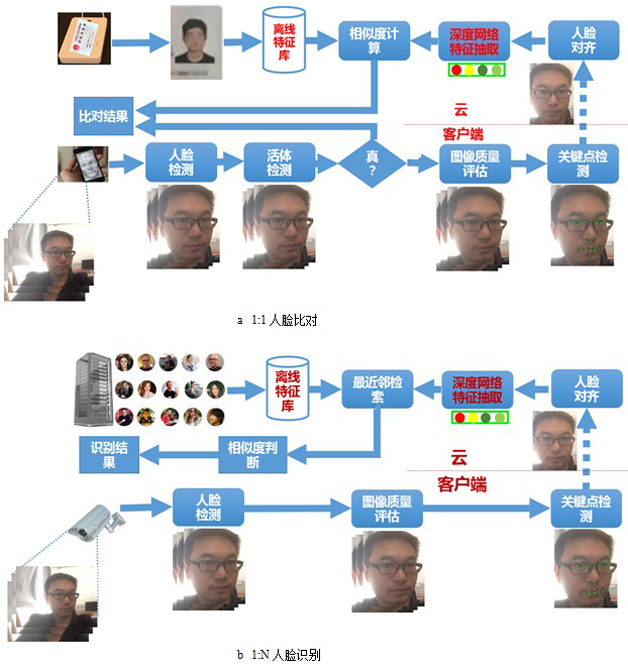 离线
特征
库
相似度计
算
深度网络
特征抽取
人脸
对齐
云
比对结果
客户端
人脸
检测
活体
检测
真
?
图像质量
评估
关键点检
测
a 1:1人脸比对
离线
特征
库
最近邻检
索
深度网络
特征抽取
人脸
对齐
识别结
果
相似度判
断
云
客户端
人脸
检测
图像质量
评估
关键点检
测
b 1:N人脸识别